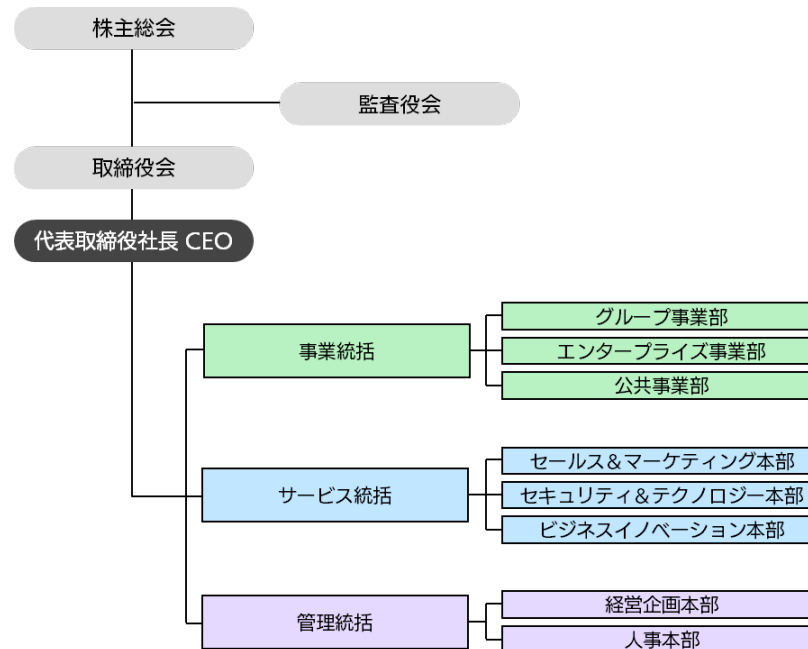 株主総会
監査役会
取締役会
代表取締役社長 CEO
事業統括
グループ事業部
エンタープライズ事業部
公共事業部
サービス統括
セールス＆マーケティング本部
セキュリティ＆テクノロジー本部
ビジネスイノベーション本部
管理統括
経営企画本部
人事本部